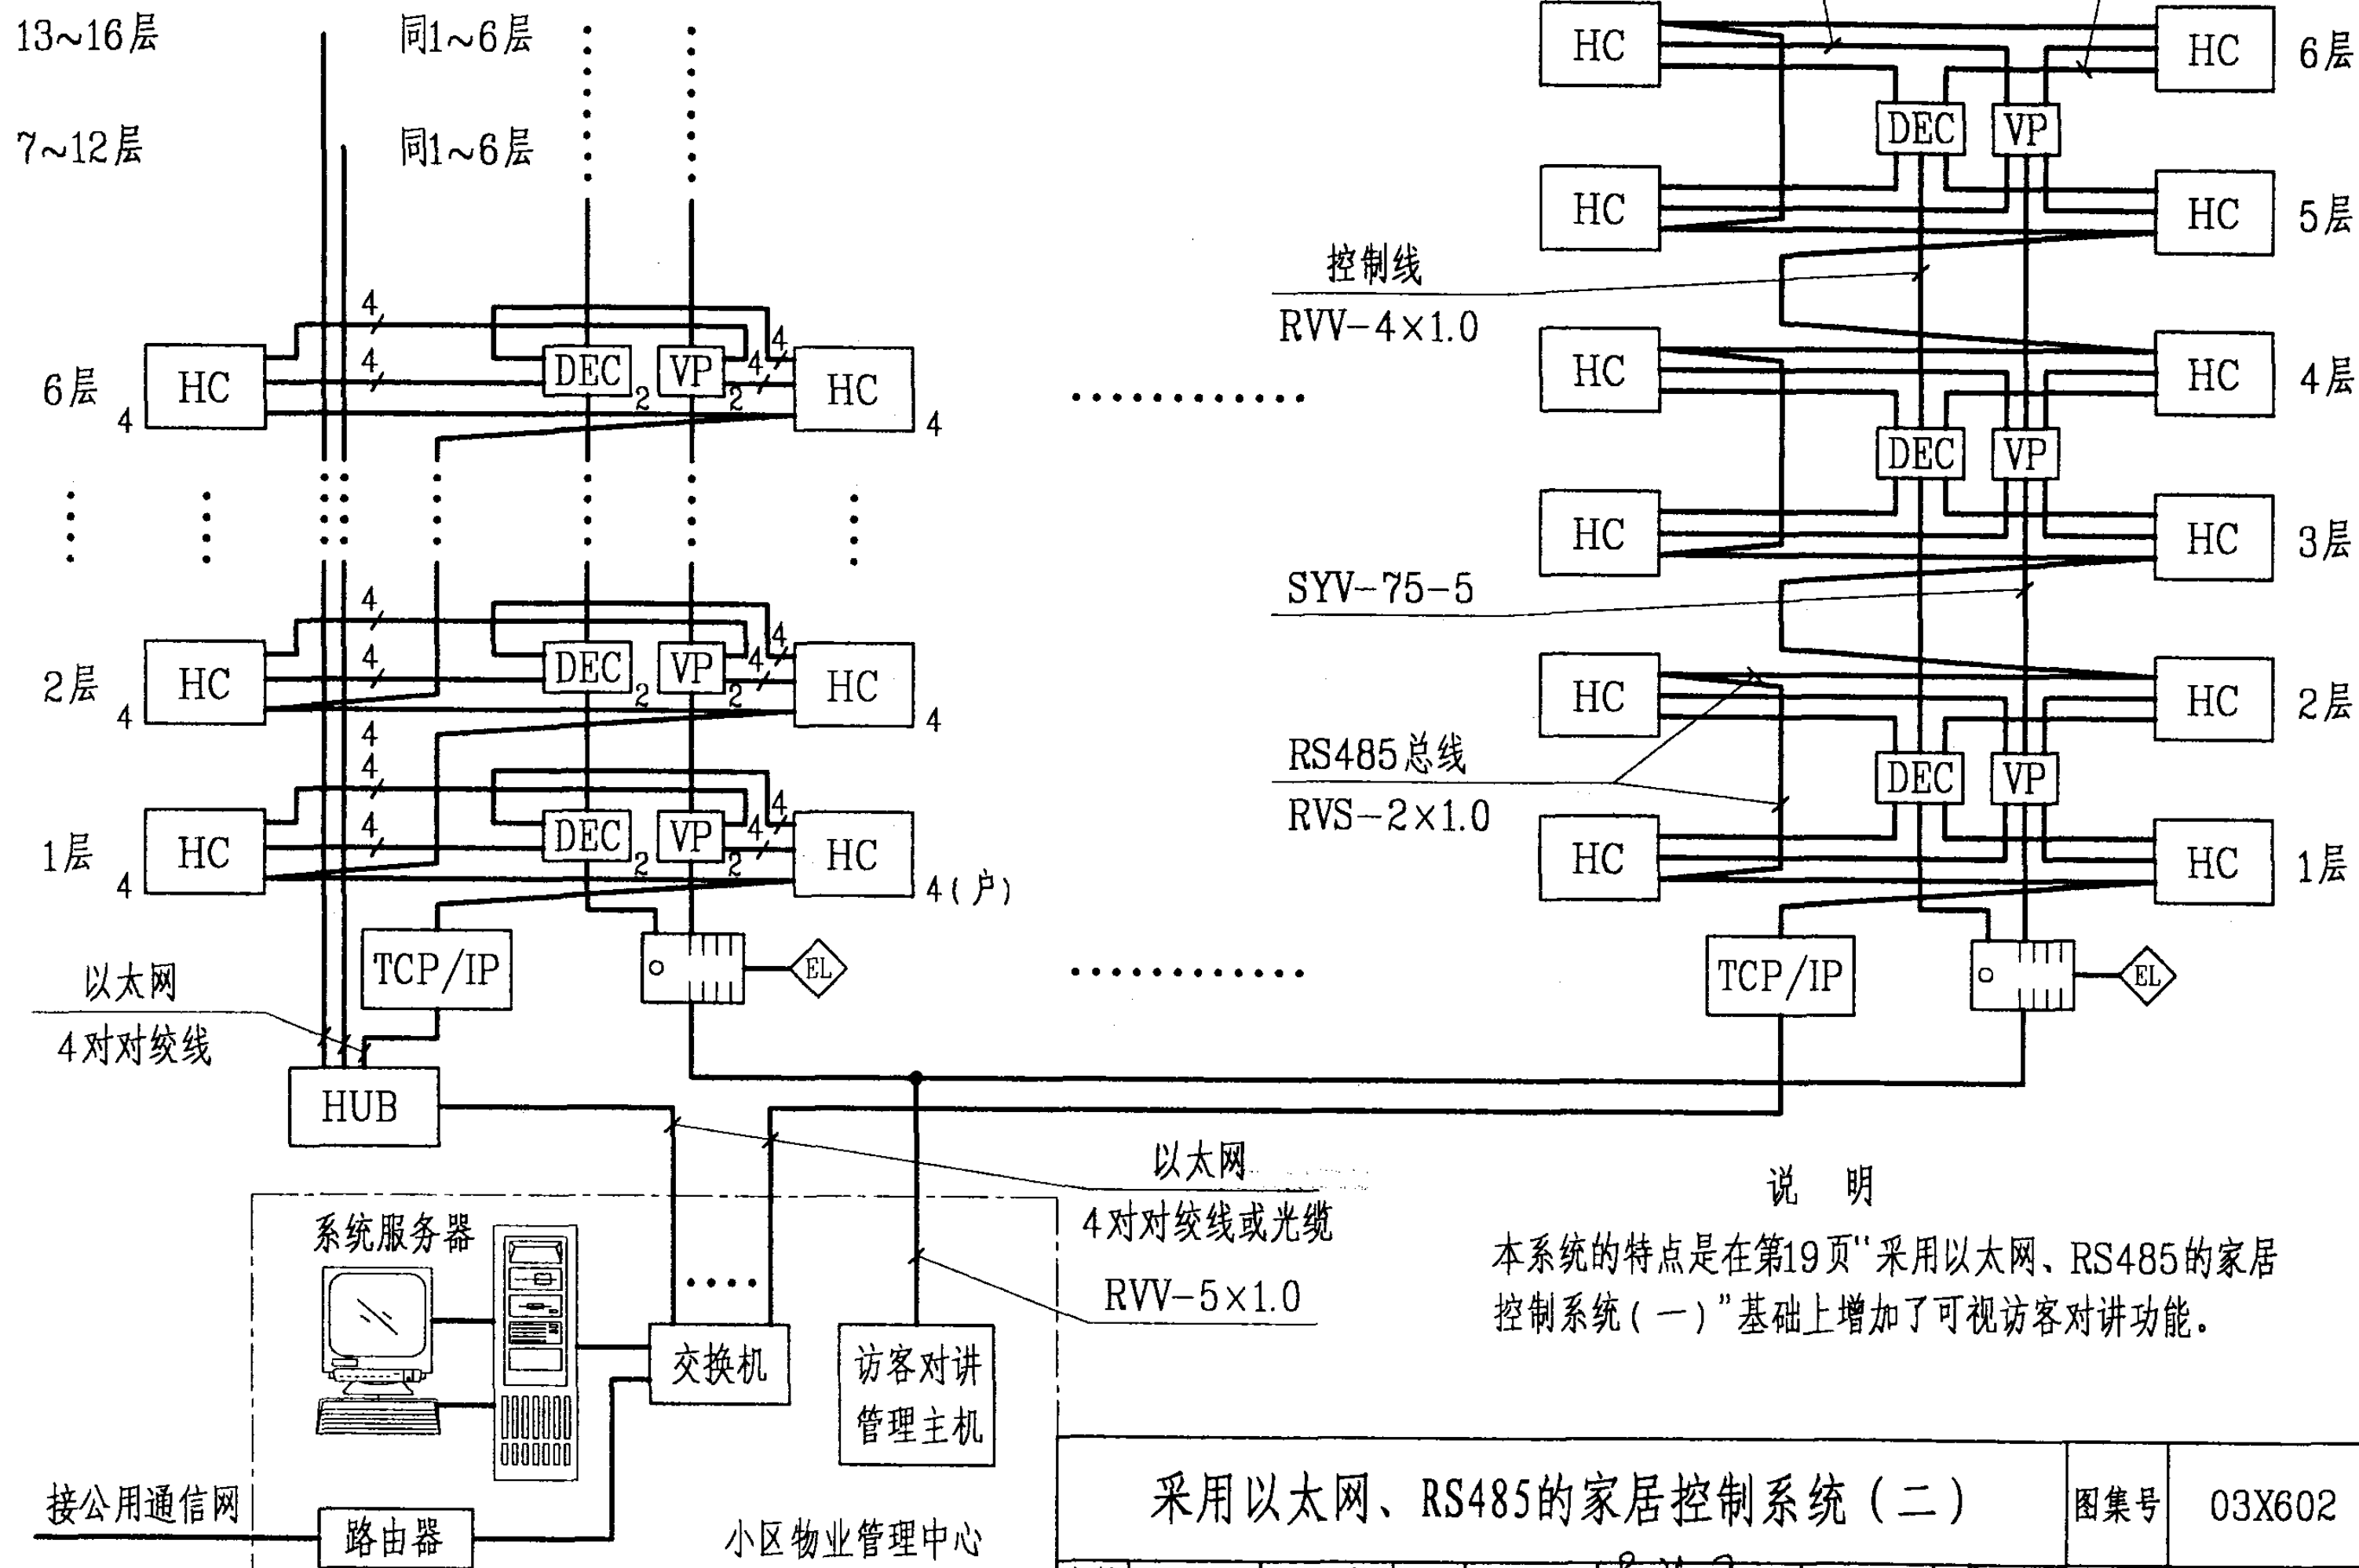 13~16层 同1~6层
7~12层 同1~6层
4
4 4
6层 HC DEC VP 4 HC
4 2 2 4
4
4 4
2层 HC DEC VP 4 HC
4 2 2 4
4
4
4 4
1层 HC DEC VP 4 HC
4 2 2 4(户)
以太网
4对对绞线
TCP/IP EL
HUB
HC HC 6层
DEC VP
HC HC 5层
控制线
RVV-4×1.0
HC HC 4层
DEC VP
HC HC 3层
SYV-75-5
HC HC 2层
RS485总线
RVS-2×1.0
DEC VP
HC HC 1层
TCP/IP EL
以太网
4对对绞线或光缆
RVV-5×1.0
系统服务器
交换机
访客对讲
管理主机
接公用通信网
路由器
小区物业管理中心
说 明
本系统的特点是在第19页“采用以太网、RS485的家居
控制系统(一)”基础上增加了可视访客对讲功能。
采用以太网、RS485的家居控制系统(二) 图集号 03X602